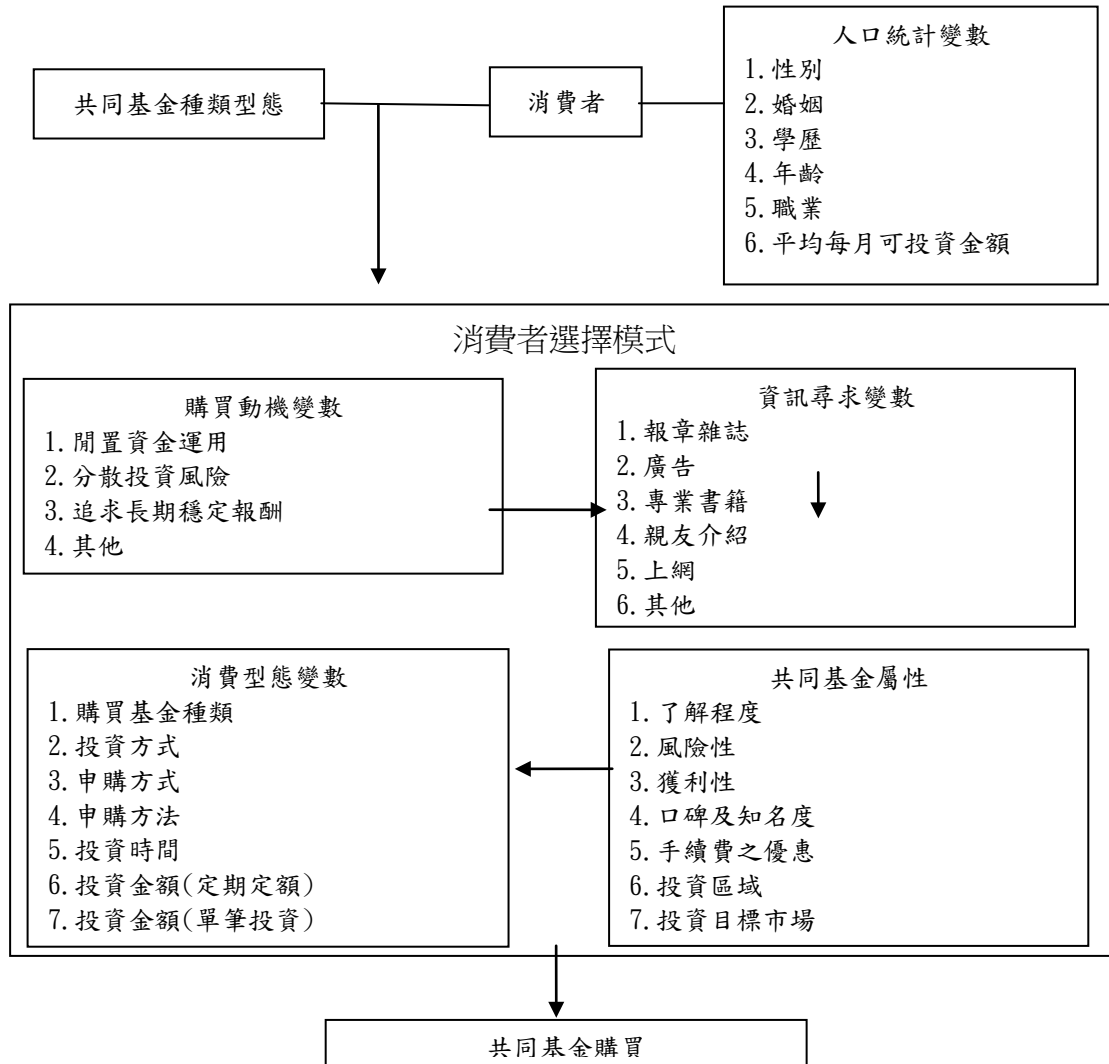 共同基金種類型態
消費者
人口統計變數
1.性別
2.婚姻
3.學歷
4.年齡
5.職業
6.平均每月可投資金額
消費者選擇模式
購買動機變數
1.閒置資金運用
2.分散投資風險
3.追求長期穩定報酬
4.其他
資訊尋求變數
1.報章雜誌
2.廣告
3.專業書籍
4.親友介紹
5.上網
6.其他
消費型態變數
1.購買基金種類
2.投資方式
3.申購方式
4.申購方法
5.投資時間
6.投資金額(定期定額)
7.投資金額(單筆投資)
共同基金屬性
1.了解程度
2.風險性
3.獲利性
4.口碑及知名度
5.手續費之優惠
6.投資區域
7.投資目標市場
共同基金購買